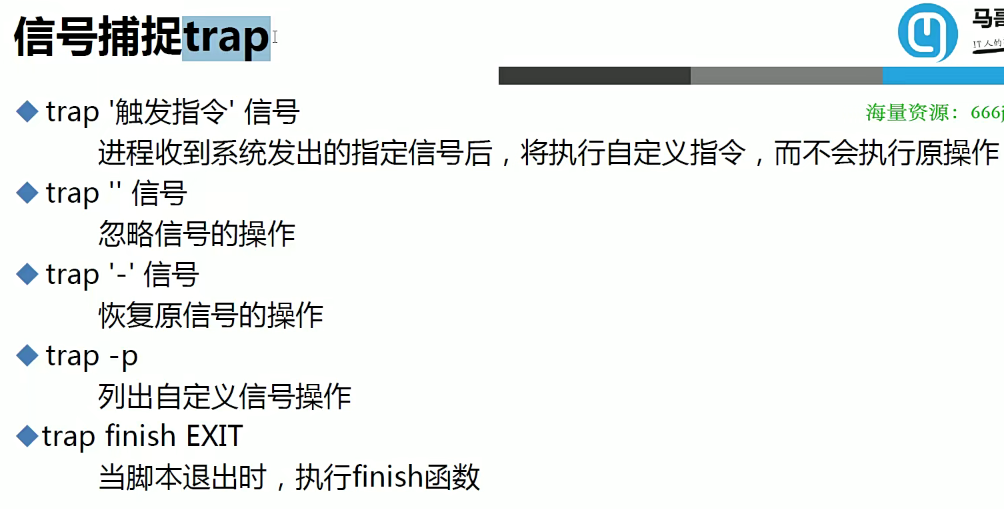 信号捕捉trap
马哥
IT人的
海量资源：666
trap '触发指令' 信号
进程收到系统发出的指定信号后，将执行自定义指令，而不会执行原操作
trap '' 信号
忽略信号的操作
trap '-' 信号
恢复原信号的操作
trap -p
列出自定义信号操作
trap finish EXIT
当脚本退出时，执行finish函数